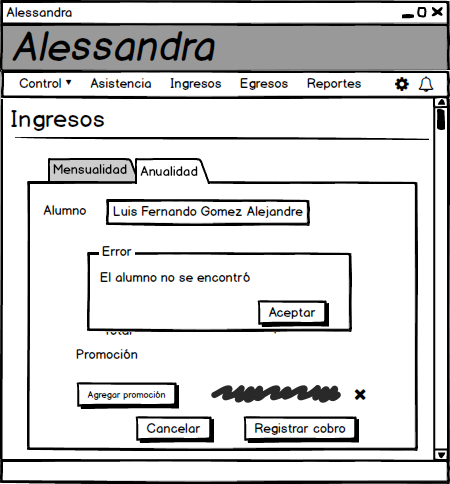 Alessandra
Alessandra
Control Asistencia Ingresos Egresos Reportes
Ingresos
Mensualidad Anualidad
Alumno Luis Fernando Gomez Alejandre
Error
El alumno no se encontró
Aceptar
Total
Promoción
Agregar promoción
Cancelar Registrar cobro